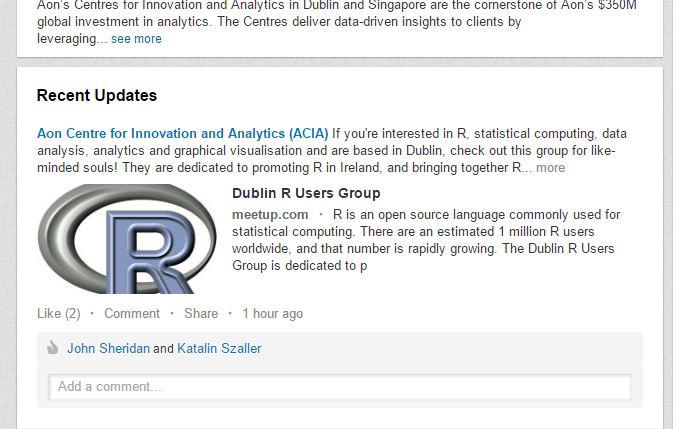 Aon's Centres for Innovation and Analytics in Dublin and Singapore are the cornerstone of Aon's $350M
global investment in analytics. The Centres deliver data-driven insights to clients by
leveraging... see more
Recent Updates
Aon Centre for Innovation and Analytics (ACIA) If you're interested in R, statistical computing, data
analysis, analytics and graphical visualisation and are based in Dublin, check out this group for like-
minded souls! They are dedicated to promoting R in Ireland, and bringing together R... more
R
Dublin R Users Group
meetup.com · R is an open source language commonly used for
statistical computing. There are an estimated 1 million R users
worldwide, and that number is rapidly growing. The Dublin R Users
Group is dedicated to p
Like (2) · Comment · Share · 1 hour ago
John Sheridan and Katalin Szaller
Add a comment...